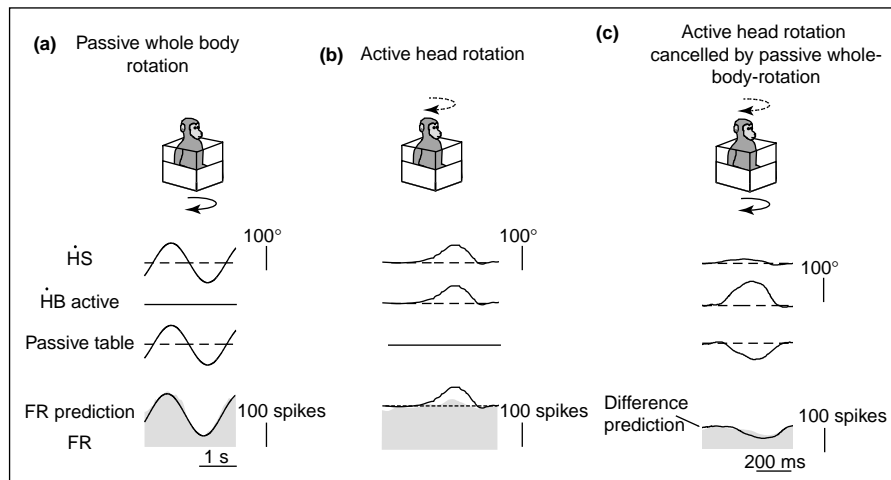 (a)
Passive whole body
rotation
(b)
Active head rotation
(c)
Active head rotation
cancelled by passive whole-
body-rotation
ḢS
100°
ḢB active
Passive table
FR prediction
FR
100 spikes
1 s
100°
100 spikes
100°
Difference
prediction
100 spikes
200 ms